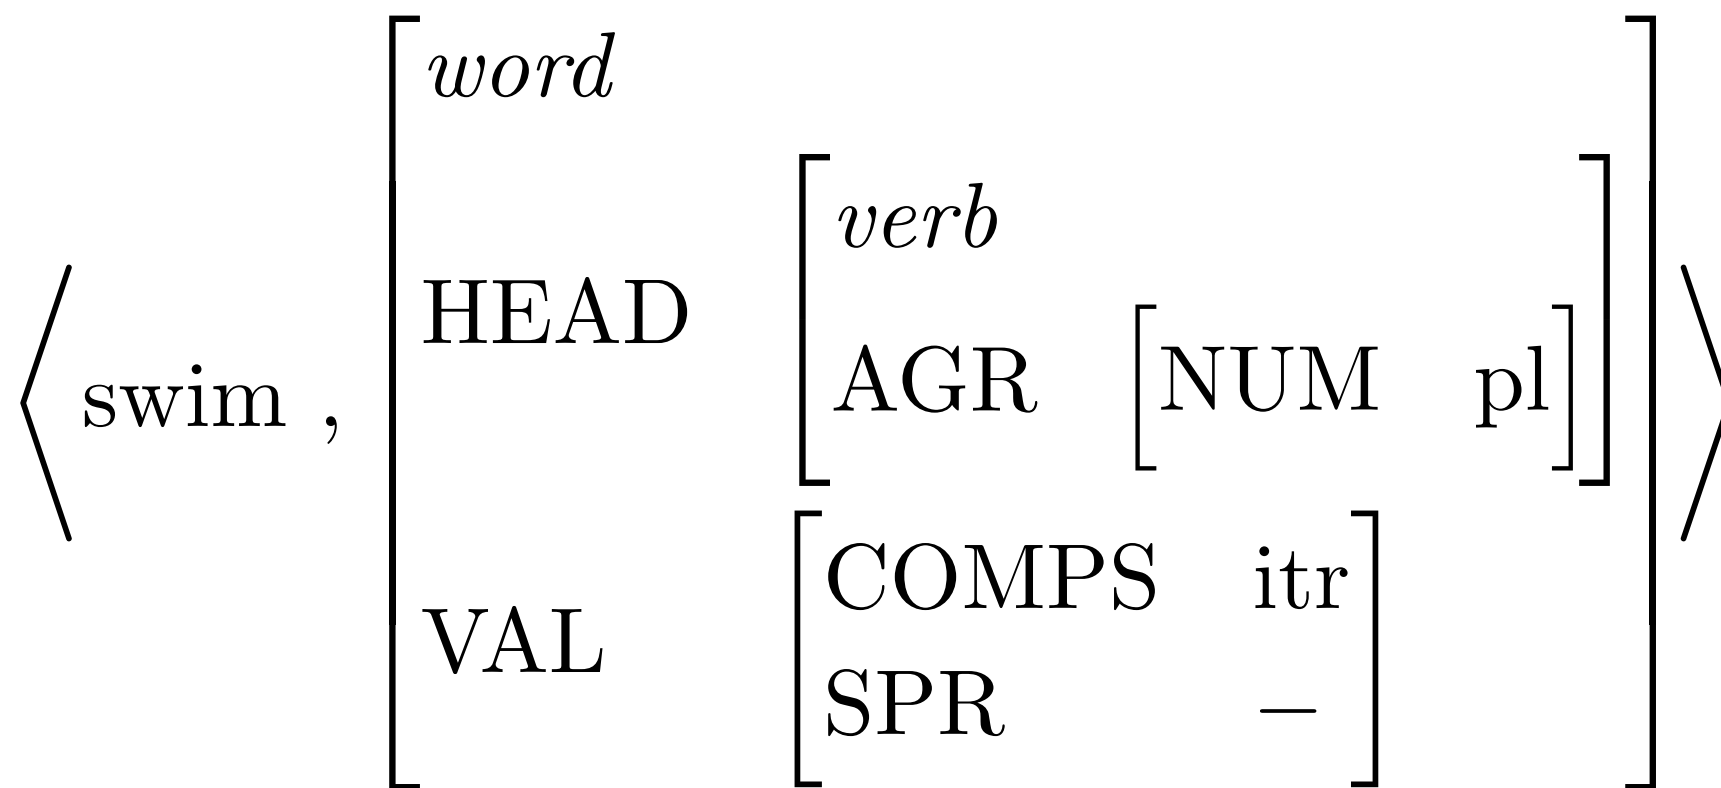 word
verb
HEAD
AGR [NUM pl]
⟨swim ,
COMPS itr
VAL
SPR −